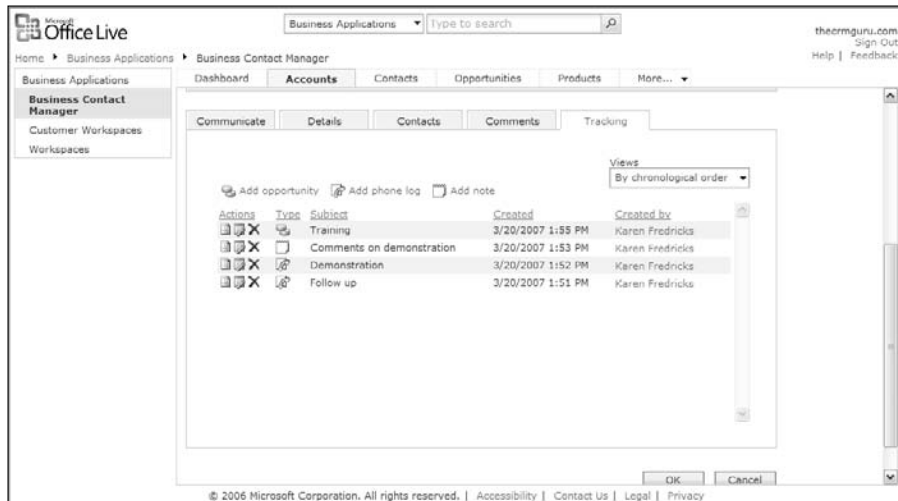 Microsoft
Office Live
Business Applications
Type to search
thecrmguru.com
Sign Out
Help | Feedback
Home Business Applications Business Contact Manager
Business Applications
Business Contact
Manager
Customer Workspaces
Workspaces
Dashboard Accounts Contacts Opportunities Products More...
Communicate Details Contacts Comments Tracking
Views
By chronological order
Add opportunity Add phone log Add note
Actions Type Subject Created Created by
Training 3/20/2007 1:55 PM Karen Fredricks
Comments on demonstration 3/20/2007 1:53 PM Karen Fredricks
Demonstration 3/20/2007 1:52 PM Karen Fredricks
Follow up 3/20/2007 1:51 PM Karen Fredricks
OK Cancel
© 2006 Microsoft Corporation. All rights reserved. | Accessibility | Contact Us | Legal | Privacy